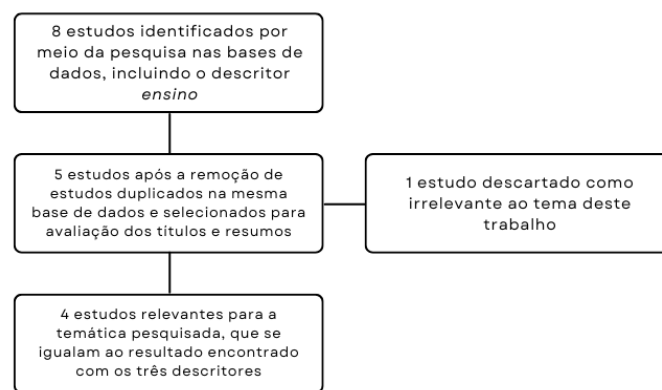 8 estudos identificados por
meio da pesquisa nas bases de
dados, incluindo o descritor
ensino
5 estudos após a remoção de
estudos duplicados na mesma
base de dados e selecionados para
avaliação dos títulos e resumos
1 estudo descartado como
irrelevante ao tema deste
trabalho
4 estudos relevantes para a
temática pesquisada, que se
igualam ao resultado encontrado
com os três descritores